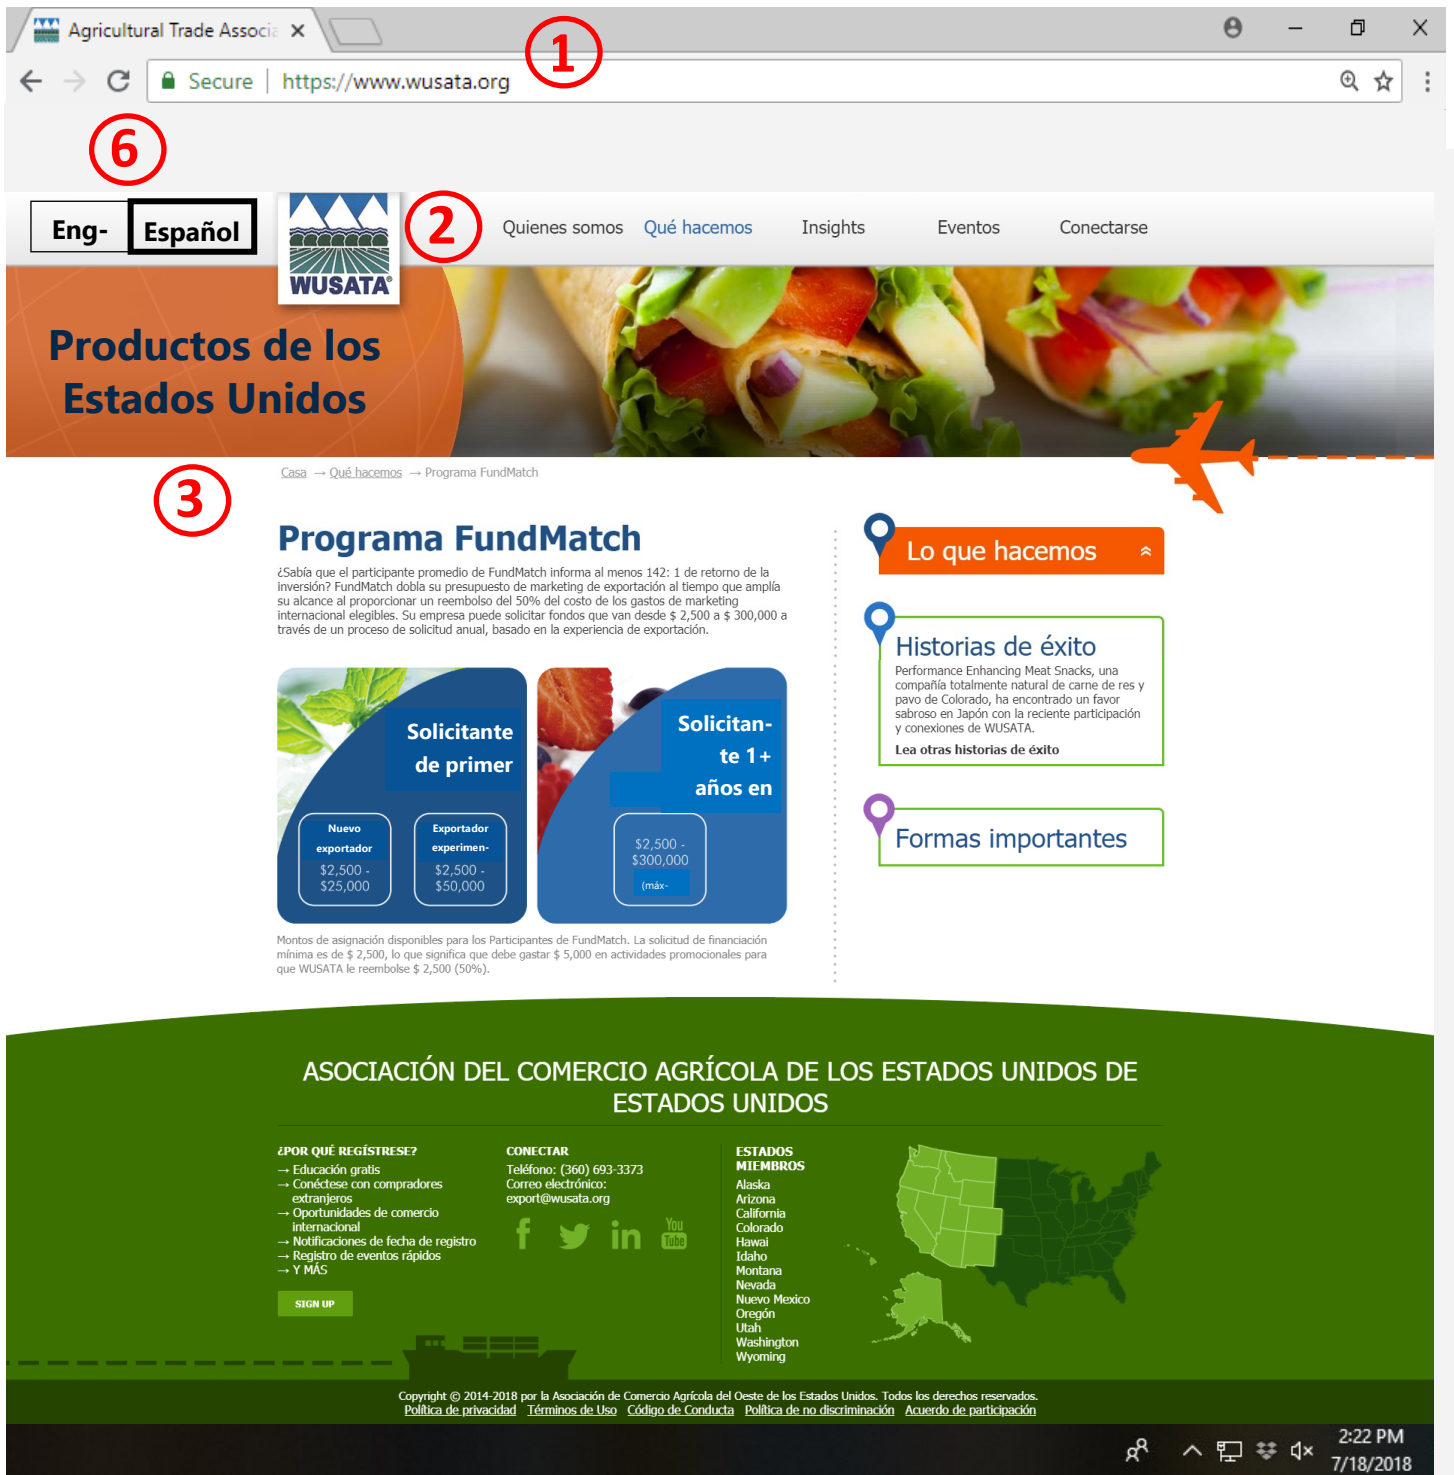 Agricultural Trade Associa
1
Secure
https://www.wusata.org
6
Eng-
Español
WUSATA®
2
Quienes somos
Qué hacemos
Insights
Eventos
Conectarse
Productos de los
Estados Unidos
3
Casa → Qué hacemos → Programa FundMatch
Programa FundMatch
¿Sabía que el participante promedio de FundMatch informa al menos 142: 1 de retorno de la
inversión? FundMatch dobla su presupuesto de marketing de exportación al tiempo que amplía
su alcance al proporcionar un reembolso del 50% del costo de los gastos de marketing
internacional elegibles. Su empresa puede solicitar fondos que van desde $ 2,500 a $ 300,000 a
través de un proceso de solicitud anual, basado en la experiencia de exportación.
Solicitante
de primer
Nuevo
exportador
$2,500 -
$25,000
Exportador
experimen-
$2,500 -
$50,000
Solicitan-
te 1+
años en
$2,500 -
$300,000
(máx-
Montos de asignación disponibles para los Participantes de FundMatch. La solicitud de financiación
mínima es de $ 2,500, lo que significa que debe gastar $ 5,000 en actividades promocionales para
que WUSATA le reembolse $ 2,500 (50%).
Lo que hacemos
Historias de éxito
Performance Enhancing Meat Snacks, una
compañía totalmente natural de carne de res y
pavo de Colorado, ha encontrado un favor
sabroso en Japón con la reciente participación
y conexiones de WUSATA.
Lea otras historias de éxito
Formas importantes
ASOCIACIÓN DEL COMERCIO AGRÍCOLA DE LOS ESTADOS UNIDOS DE
ESTADOS UNIDOS
¿POR QUÉ REGÍSTRESE?
→ Educación gratis
→ Conéctese con compradores
extranjeros
→ Oportunidades de comercio
internacional
→ Notificaciones de fecha de registro
→ Registro de eventos rápidos
→ Y MÁS
SIGN UP
CONECTAR
Teléfono: (360) 693-3373
Correo electrónico:
export@wusata.org
f
in
You
Tube
ESTADOS
MIEMBROS
Alaska
Arizona
California
Colorado
Hawai
Idaho
Montana
Nevada
Nuevo Mexico
Oregón
Utah
Washington
Wyoming
Copyright © 2014-2018 por la Asociación de Comercio Agrícola del Oeste de los Estados Unidos. Todos los derechos reservados.
Política de privacidad Términos de Uso Código de Conducta Política de no discriminación Acuerdo de participación
2:22 PM
7/18/2018